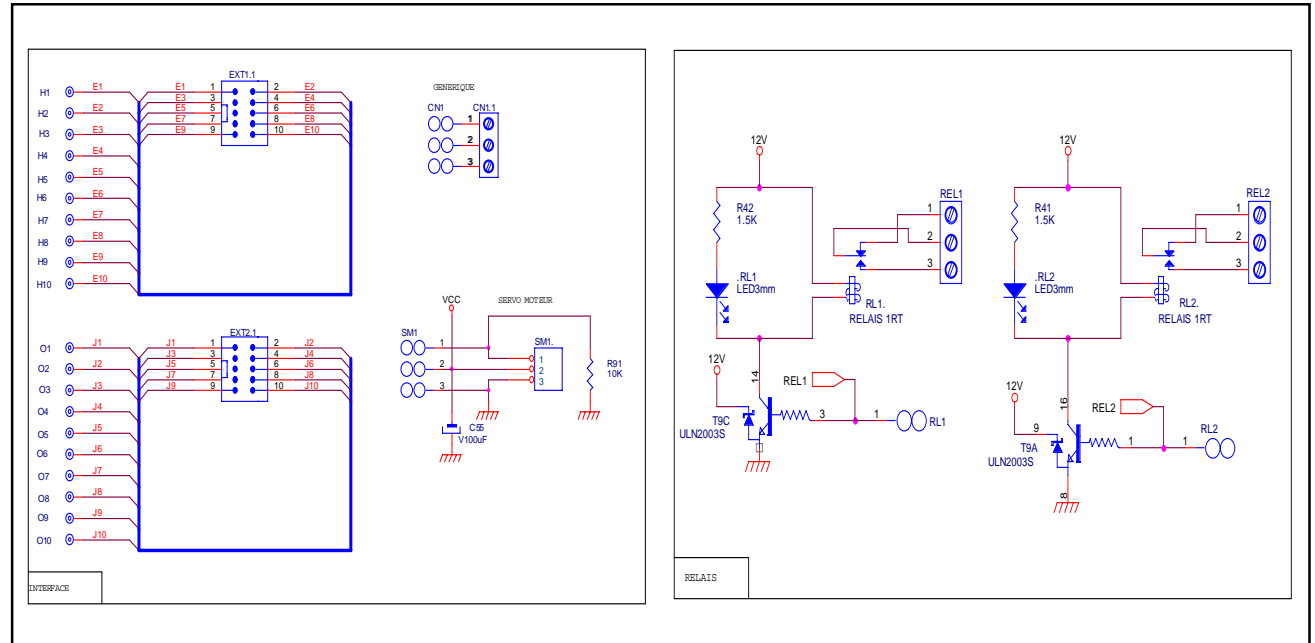 EXT1.1
H1 E1 E1 1 2 E2
E3 3 4 E4
H2 E2 E5 5 6 E6
E7 7 8 E8
H3 E3 E9 9 10 E10
H4 E4
H5 E5
H6 E6
H7 E7
H8 E8
H9 E9
H10 E10
GENERIQUE
CN1 CN1.1
1
2
3
EXT2.1
O1 J1 J1 1 2 J2
J3 3 4 J4
O2 J2 J5 5 6 J6
J7 7 8 J8
O3 J3 J9 9 10 J10
O4 J4
O5 J5
O6 J6
O7 J7
O8 J8
O9 J9
O10 J10
VCC SERVO MOTEUR
SM1 1 SM1.
2 1
3 2
3
R91
10K
C55
V100uF
INTERFACE
12V
R42
1.5K
REL1
1
2
3
.RL1
LED3mm
RL1.
RELAIS 1RT
12V
14
REL1
T9C
ULN2003S
3 1 RL1
12V
R41
1.5K
REL2
1
2
3
.RL2
LED3mm
RL2.
RELAIS 1RT
12V
16
REL2
9
T9A
ULN2003S
1 1 RL2
8
RELAIS